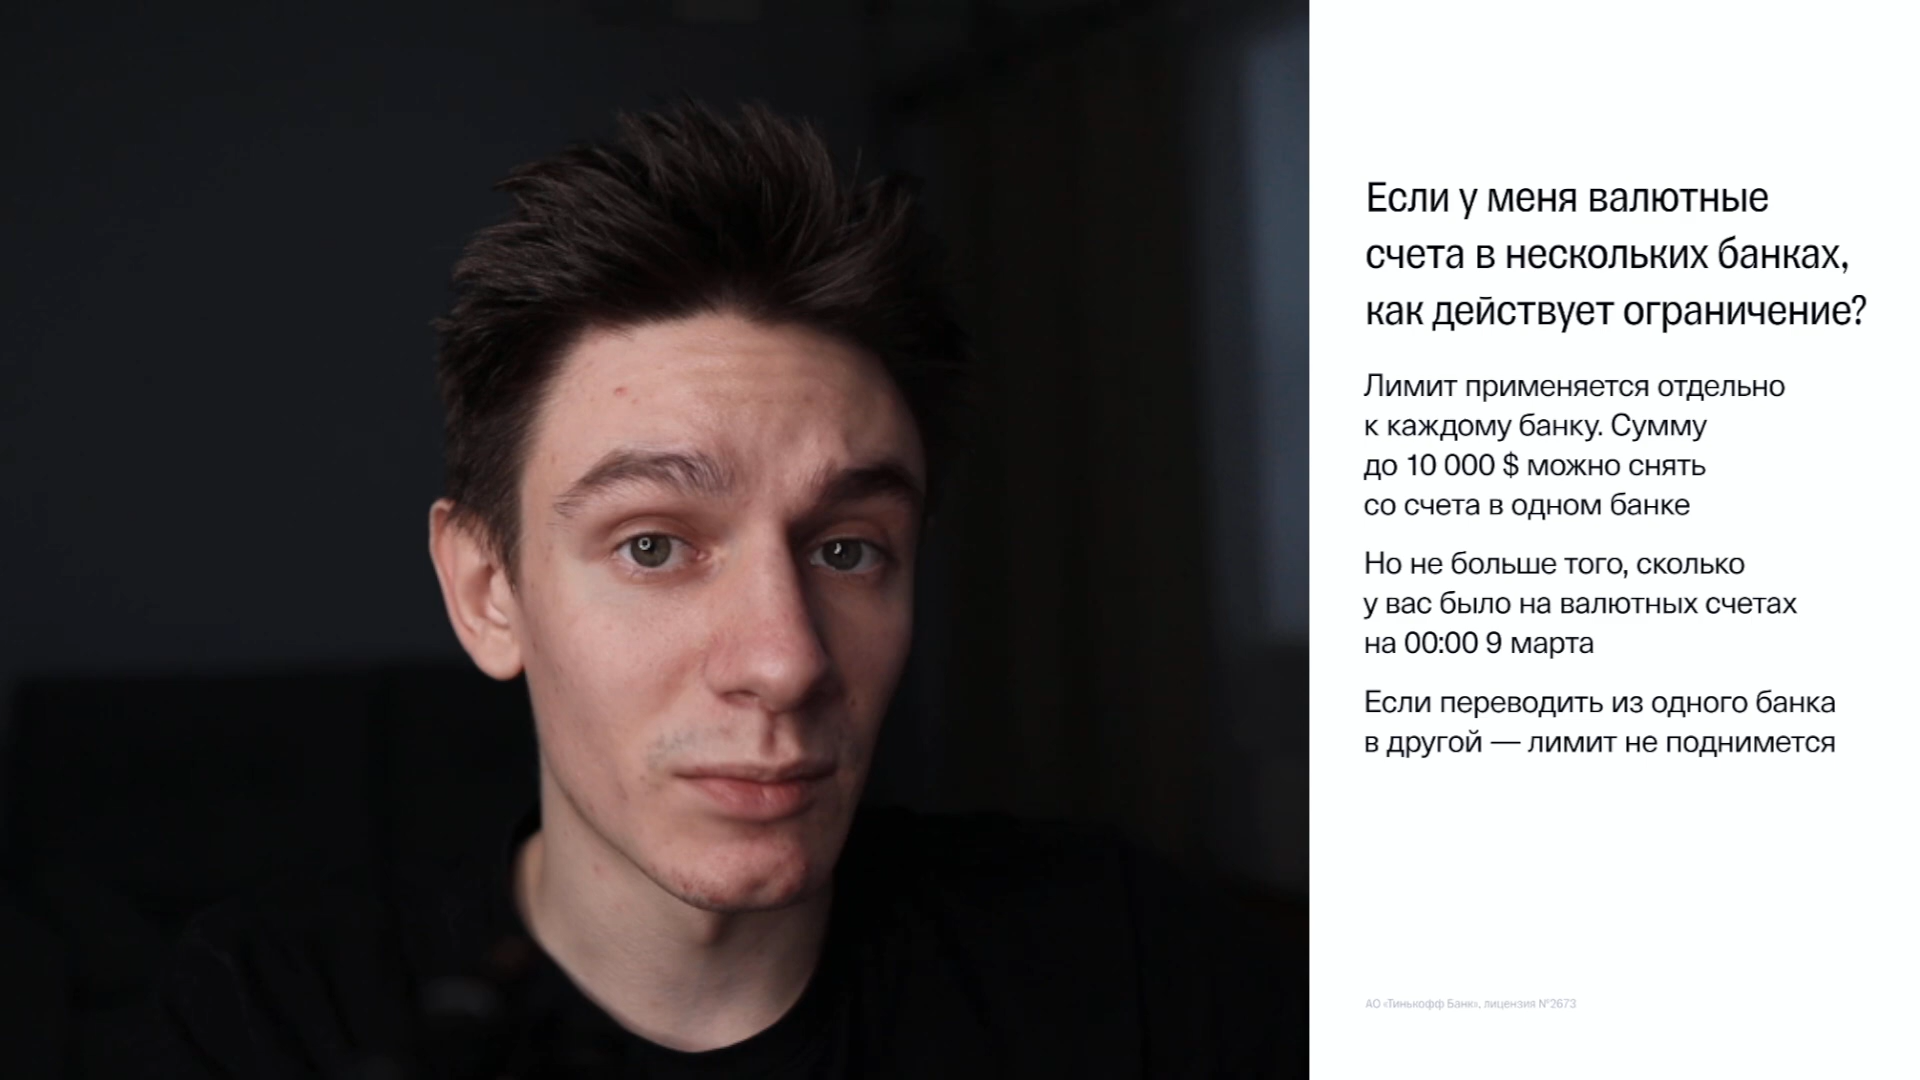 Если у меня валютные
счета в нескольких банках,
как действует ограничение?
Лимит применяется отдельно
к каждому банку. Сумму
до 10 000 $ можно снять
со счета в одном банке
Но не больше того, сколько
у вас было на валютных счетах
на 00:00 9 марта
Если переводить из одного банка
в другой — лимит не поднимется
АО «Тинькофф Банк», лицензия №2673